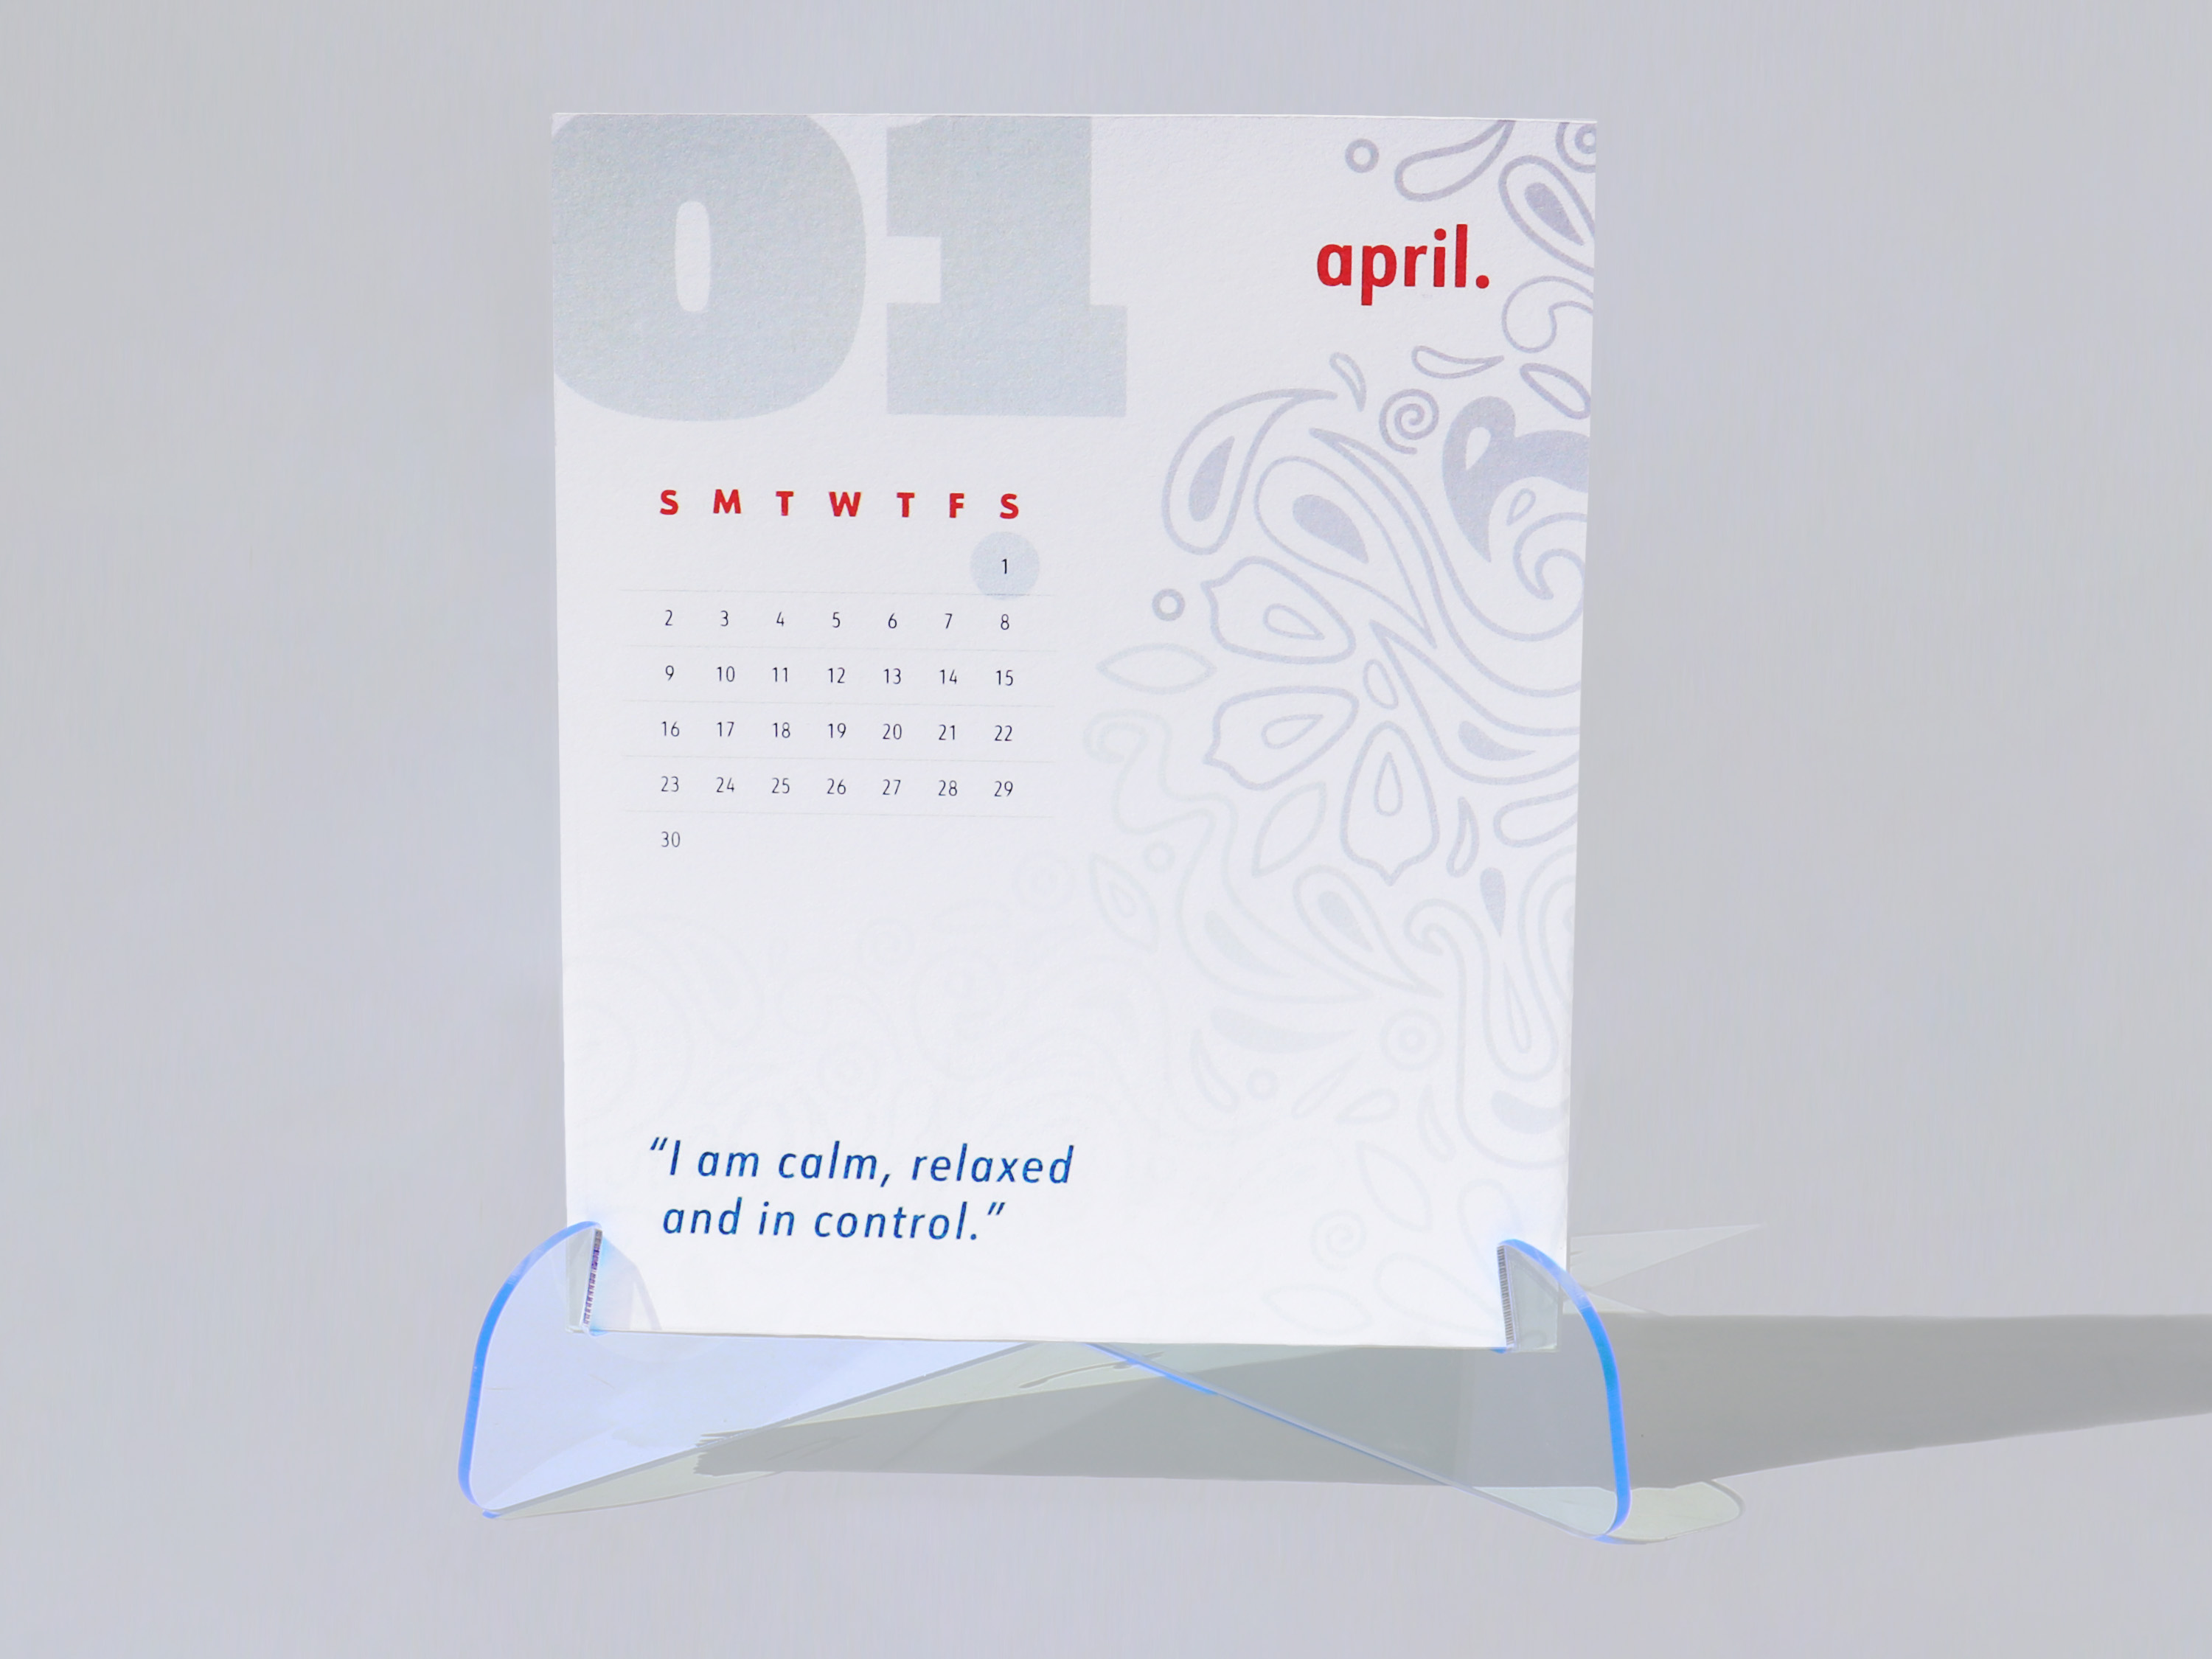 01
april.
S M T W T F S
1
2 3 4 5 6 7 8
9 10 11 12 13 14 15
16 17 18 19 20 21 22
23 24 25 26 27 28 29
30
“I am calm, relaxed
and in control.”